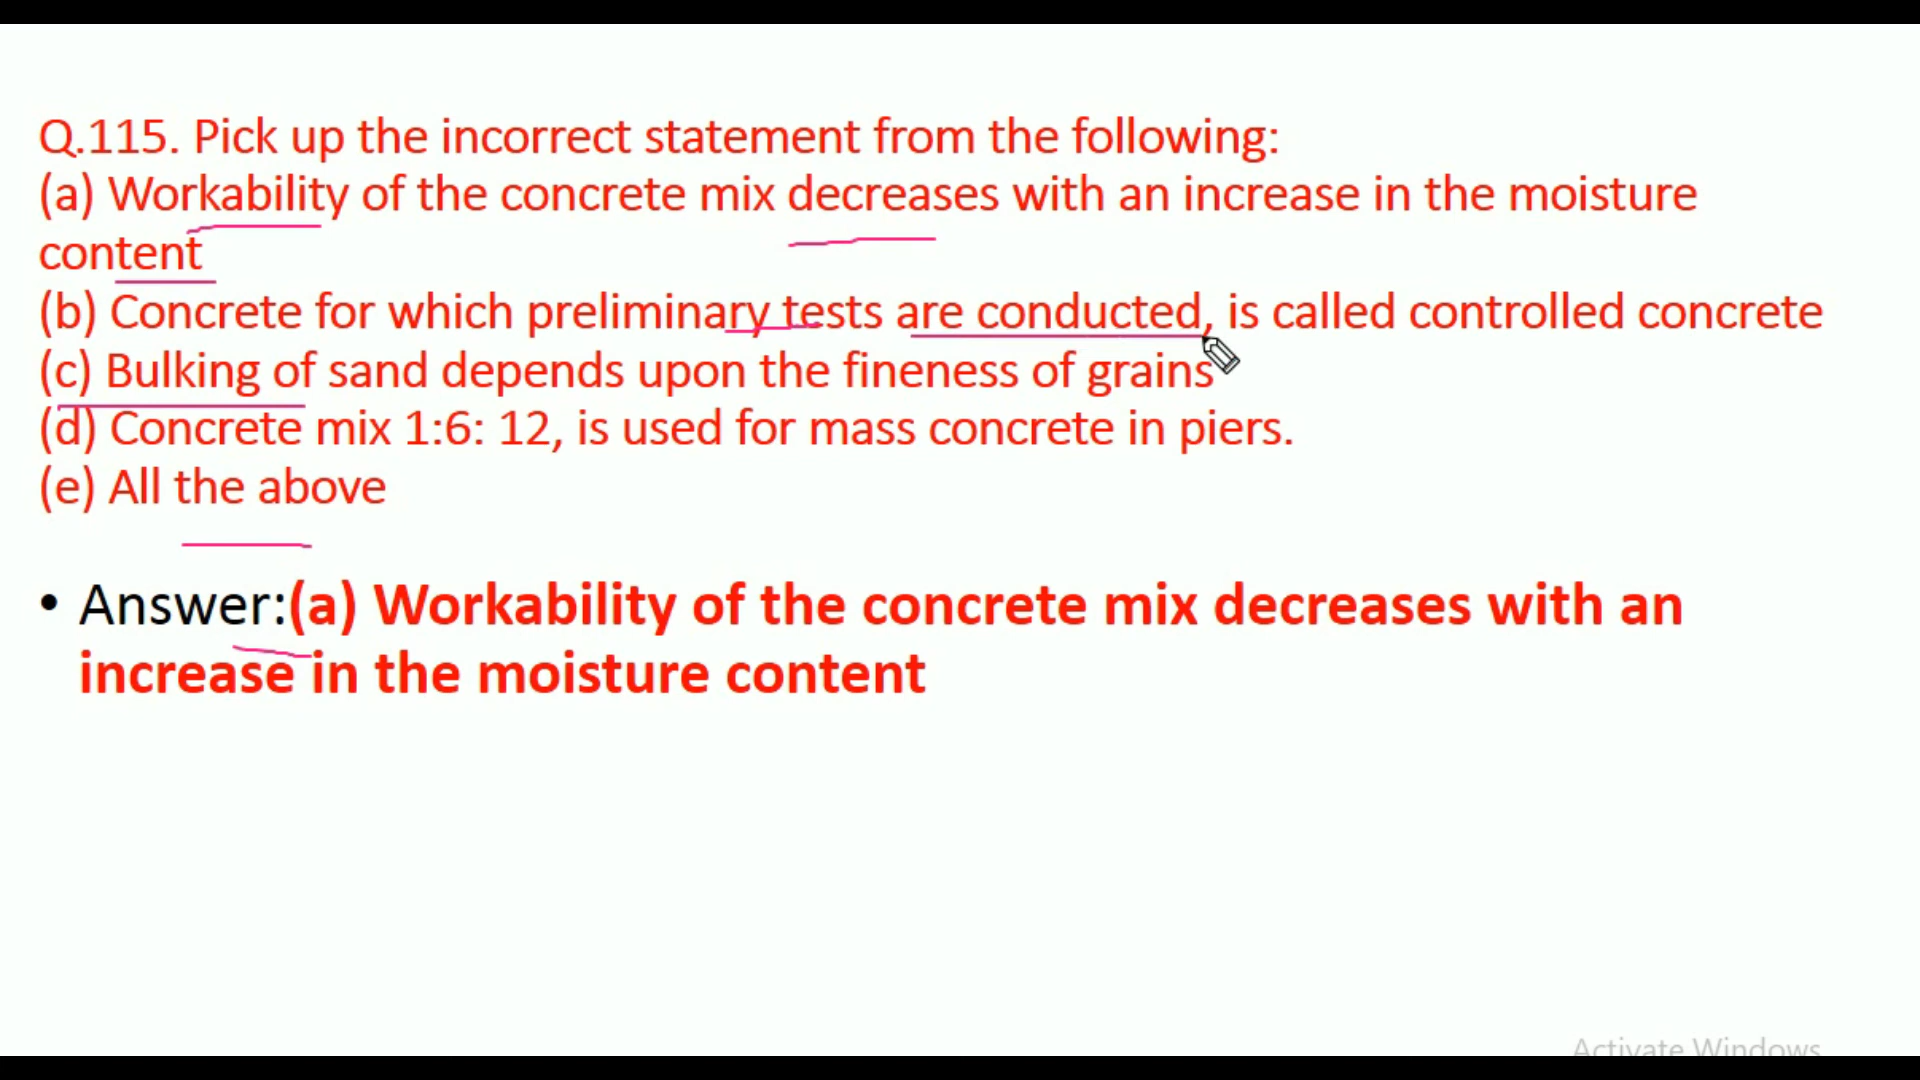 Q.115. Pick up the incorrect statement from the following:
(a) Workability of the concrete mix decreases with an increase in the moisture
content
(b) Concrete for which preliminary tests are conducted, is called controlled concrete
(c) Bulking of sand depends upon the fineness of grains
(d) Concrete mix 1:6: 12, is used for mass concrete in piers.
(e) All the above
• Answer:(a) Workability of the concrete mix decreases with an
increase in the moisture content
Activate Windows